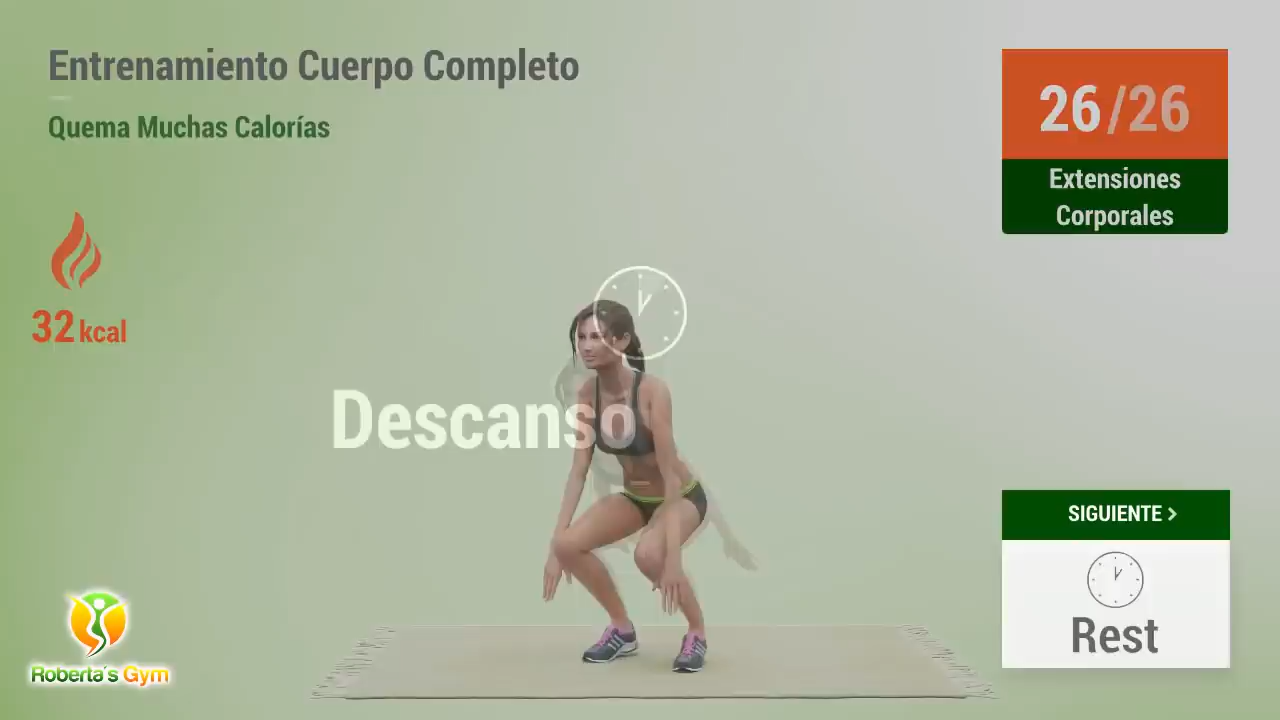 Entrenamiento Cuerpo Completo
Quema Muchas Calorías
26/26
Extensiones
Corporales
32 kcal
Descanso
SIGUIENTE >
Rest
Roberta´s Gym